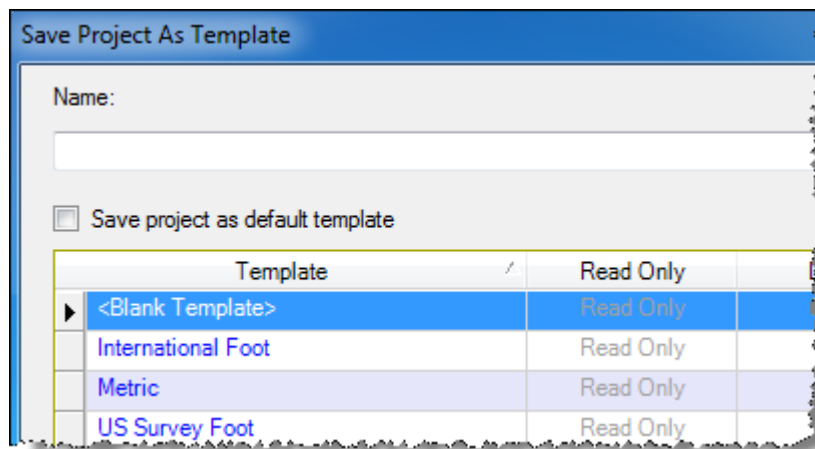 Save Project As Template
Name:
Save project as default template
Template Read Only
<Blank Template> Read Only
International Foot Read Only
Metric Read Only
US Survey Foot Read Only